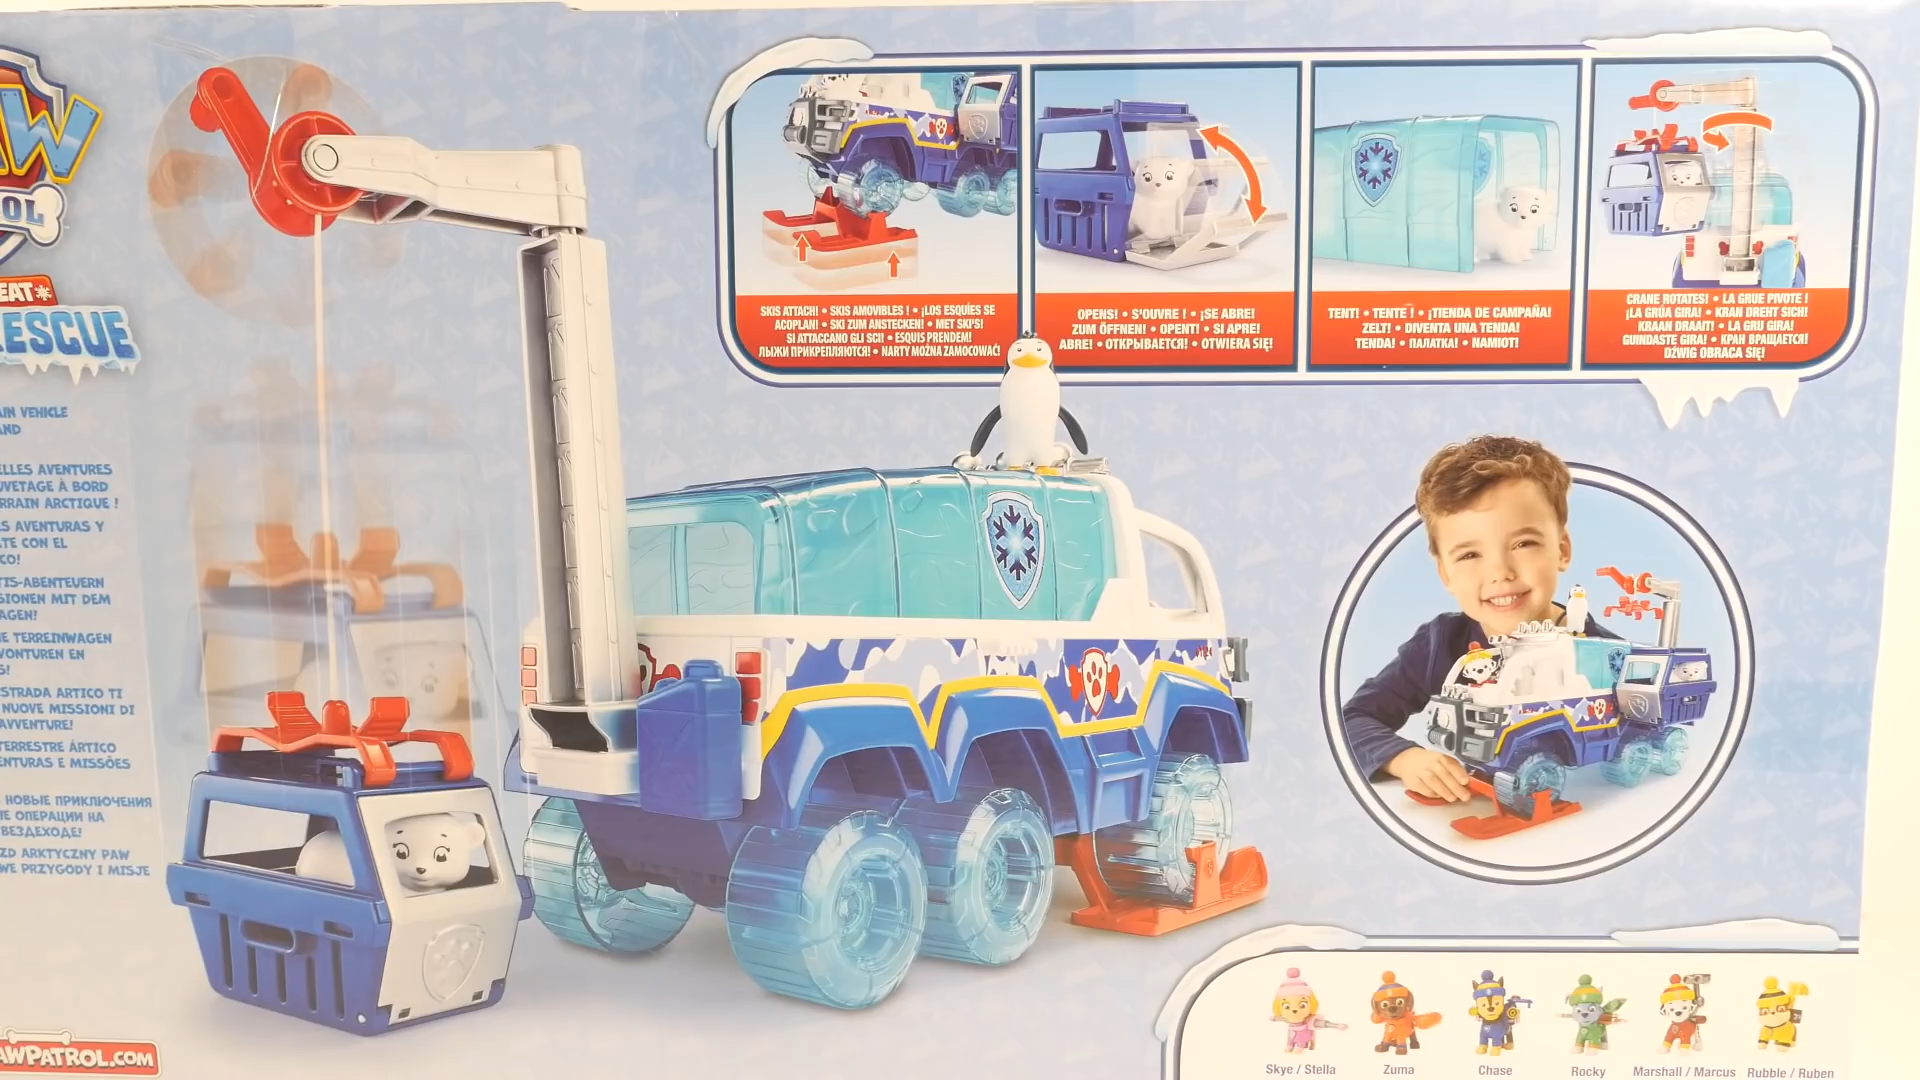 AW
OL
EAT
ESCUE
IN VEHICLE
ND
ELLES AVENTURES
UVETAGE À BORD
RRAIN ARCTIQUE !
S AVENTURAS Y
TE CON EL
CO!
TIS-ABENTEUERN
SIONEN MIT DEM
AGEN!
E TERREINWAGEN
VONTUREN EN
S!
ESTRADA ARTICO TI
NUOVE MISSIONI DI
AVVENTURE!
TERRESTRE ÁRTICO
ENTURAS E MISSÕES
НОВЫЕ ПРИКЛЮЧЕНИЯ
ИЕ ОПЕРАЦИИ НА
ВЕЗДЕХОДЕ!
ZD ARKTYCZNY PAW
WE PRZYGODY I MISJE
AWPATROL.COM
SKIS ATTACH! • SKIS AMOVIBLES ! • ¡LOS ESQUÍES SE
ACOPLAN! • SKI ZUM ANSTECKEN! • MET SKI'S!
SI ATTACCANO GLI SCI! • ESQUIS PRENDEM!
ЛЫЖИ ПРИКРЕПЛЯЮТСЯ! • NARTY MOŻNA ZAMOCOWAĆ!
OPENS! • S'OUVRE ! • ¡SE ABRE!
ZUM ÖFFNEN! • OPENT! • SI APRE!
ABRE! • ОТКРЫВАЕТСЯ! • OTWIERA SIĘ!
TENT! • TENTE ! • ¡TIENDA DE CAMPAÑA!
ZELT! • DIVENTA UNA TENDA!
TENDA! • ПАЛАТКА! • NAMIOT!
CRANE ROTATES! • LA GRUE PIVOTE !
¡LA GRÚA GIRA! • KRAN DREHT SICH!
KRAAN DRAAIT! • LA GRU GIRA!
GUINDASTE GIRA! • КРАН ВРАЩАЕТСЯ!
DŹWIG OBRACA SIĘ!
Skye / Stella
Zuma
Chase
Rocky
Marshall / Marcus
Rubble / Ruben